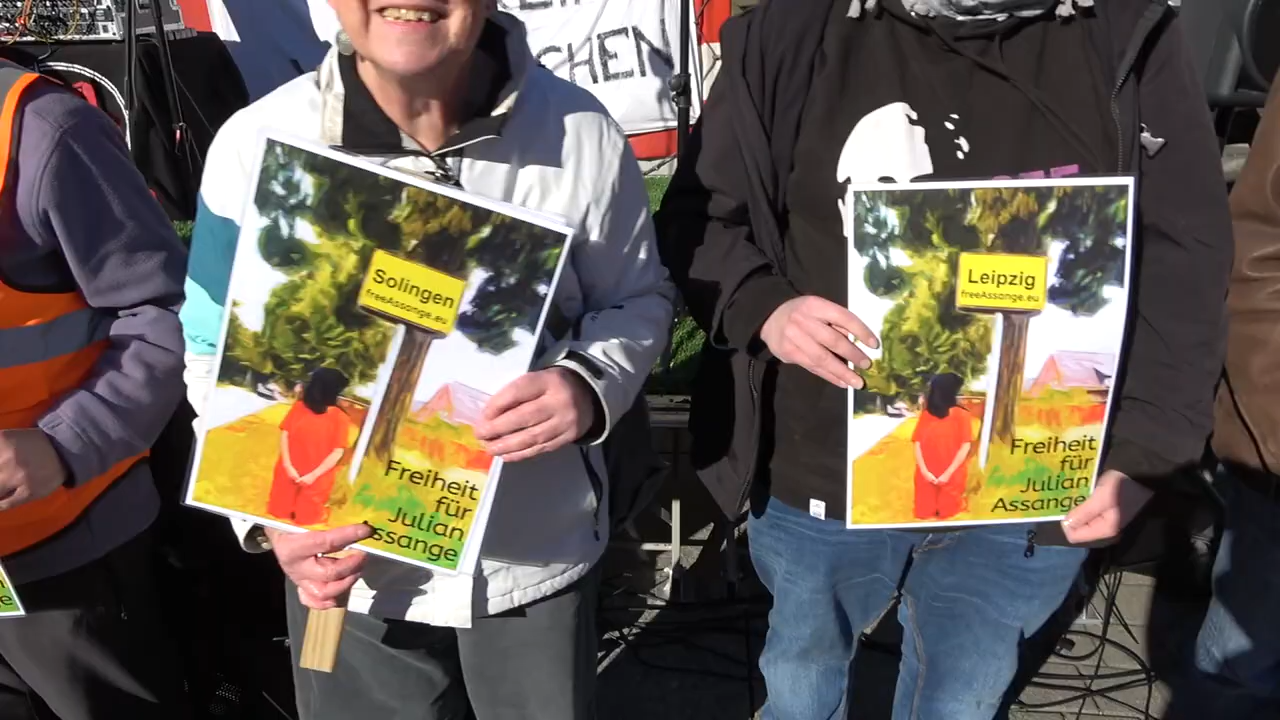 CHEN
Solingen
freeAssange.eu
Freiheit
für
Julian
Assange
Leipzig
freeAssange.eu
Freiheit
für
Julian
Assange